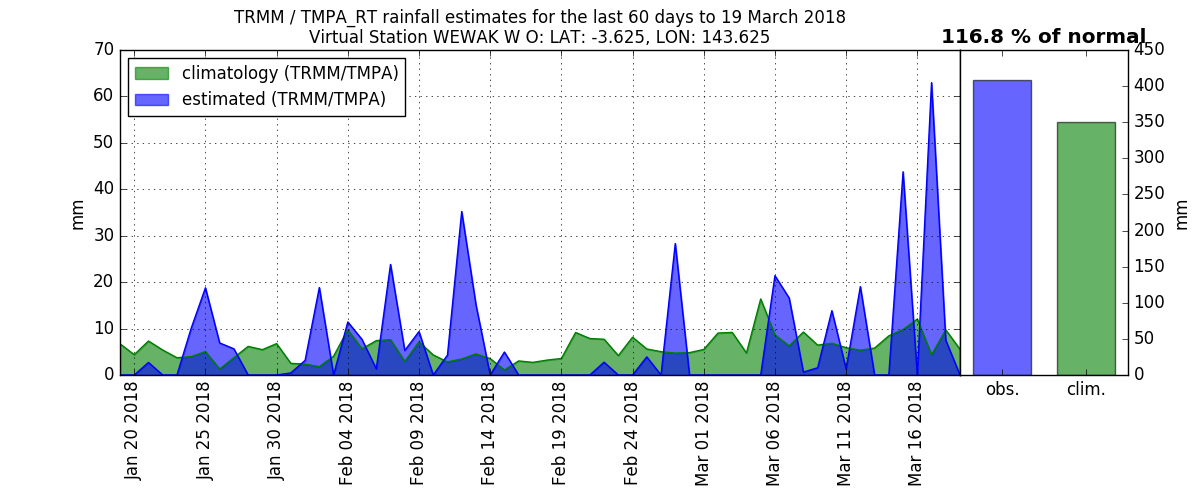 TRMM / TMPA_RT rainfall estimates for the last 60 days to 19 March 2018
Virtual Station WEWAK W O: LAT: -3.625, LON: 143.625
116.8 % of normal
climatology (TRMM/TMPA)
estimated (TRMM/TMPA)
mm
70
60
50
40
30
20
10
0
Jan 20 2018
Jan 25 2018
Jan 30 2018
Feb 04 2018
Feb 09 2018
Feb 14 2018
Feb 19 2018
Feb 24 2018
Mar 01 2018
Mar 06 2018
Mar 11 2018
Mar 16 2018
obs.
clim.
450
400
350
300
250
200
150
100
50
0
mm